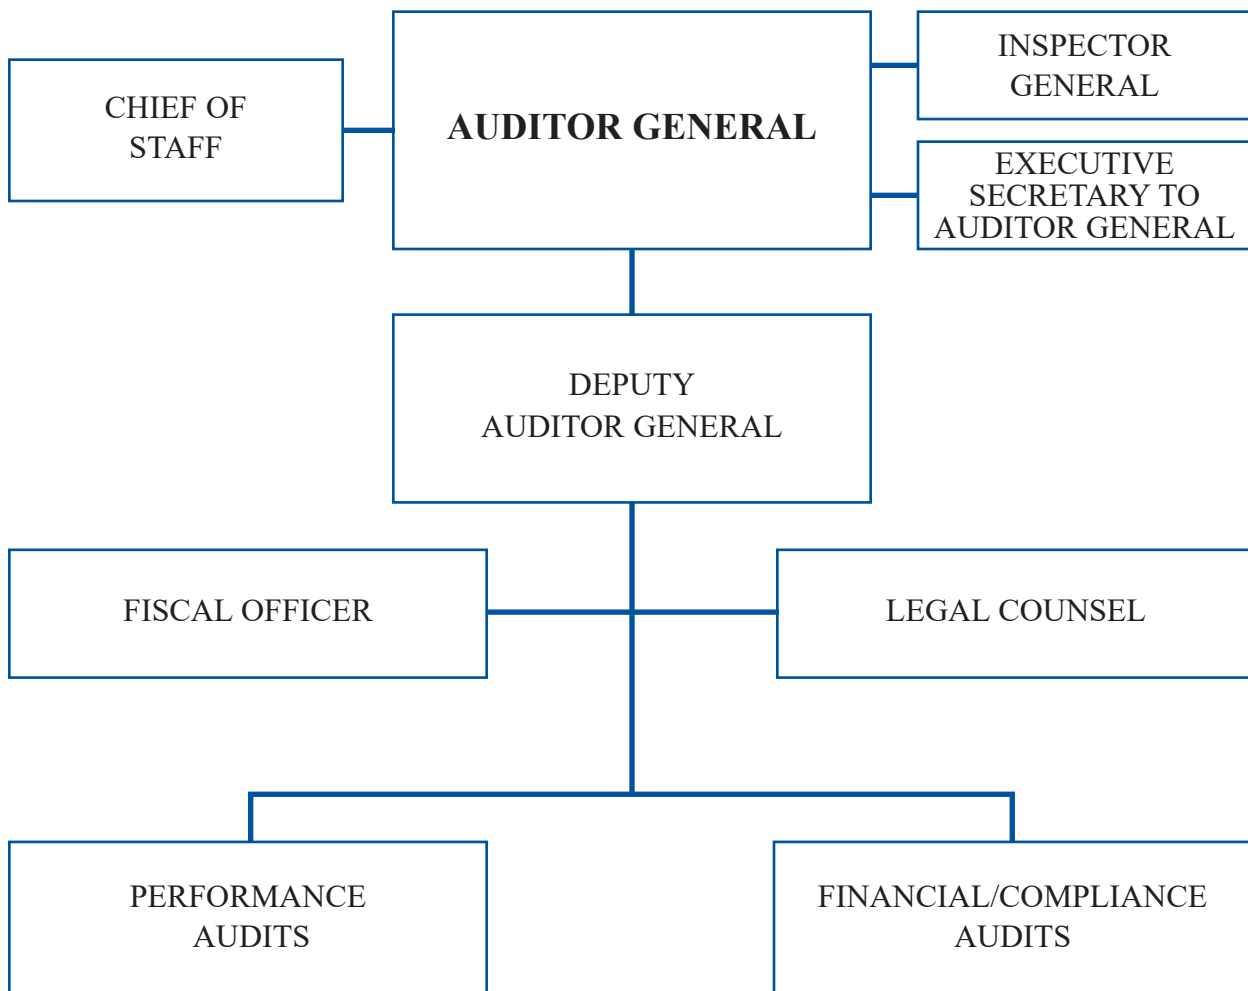 CHIEF OF
STAFF
AUDITOR GENERAL
INSPECTOR
GENERAL
EXECUTIVE
SECRETARY TO
AUDITOR GENERAL
DEPUTY
AUDITOR GENERAL
FISCAL OFFICER
LEGAL COUNSEL
PERFORMANCE
AUDITS
FINANCIAL/COMPLIANCE
AUDITS